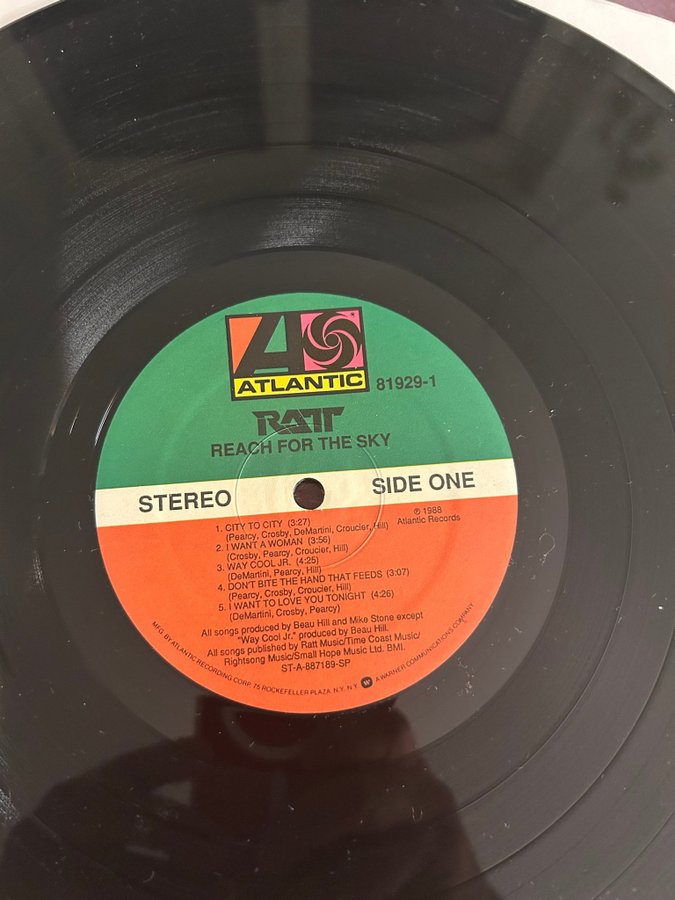 ATLANTIC 81929-1
RATT
REACH FOR THE SKY
STEREO
SIDE ONE
℗ 1988
Atlantic Records
1. CITY TO CITY (3:27)
(Pearcy, Crosby, DeMartini, Croucier, Hill)
2. I WANT A WOMAN (3:56)
(Crosby, Pearcy, Croucier, Hill)
3. WAY COOL JR. (4:25)
(DeMartini, Pearcy, Hill)
4. DON'T BITE THE HAND THAT FEEDS (3:07)
(Pearcy, Crosby, Croucier, Hill)
5. I WANT TO LOVE YOU TONIGHT (4:26)
(DeMartini, Crosby, Pearcy)
All songs produced by Beau Hill and Mike Stone except
"Way Cool Jr." produced by Beau Hill.
All songs published by Ratt Music/Time Coast Music/
Rightsong Music/Small Hope Music Ltd. BMI.
ST-A-887189-SP
MFG. BY ATLANTIC RECORDING CORP. 75 ROCKEFELLER PLAZA, N.Y. N.Y. W A WARNER COMMUNICATIONS COMPANY